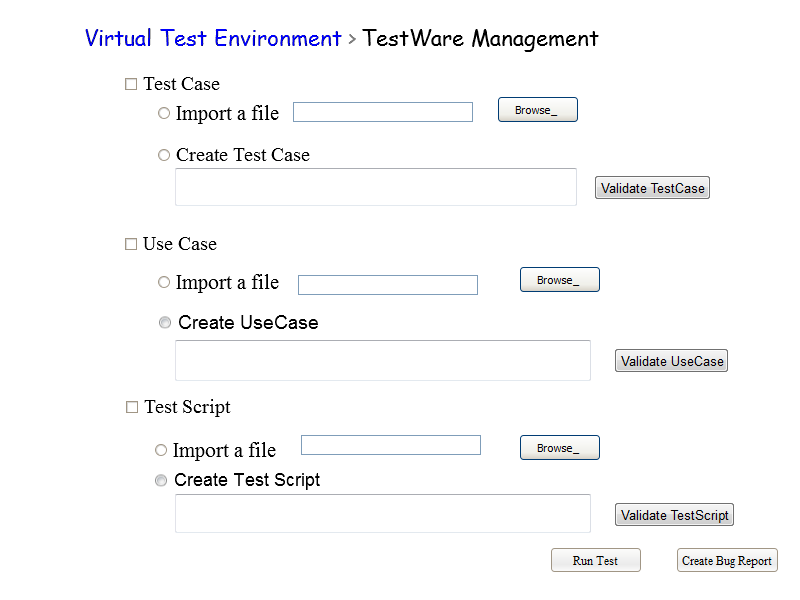 Virtual Test Environment > TestWare Management
Test Case
Import a file Browse_
Create Test Case
Validate TestCase
Use Case
Import a file Browse_
Create UseCase
Validate UseCase
Test Script
Import a file Browse_
Create Test Script
Validate TestScript
Run Test Create Bug Report